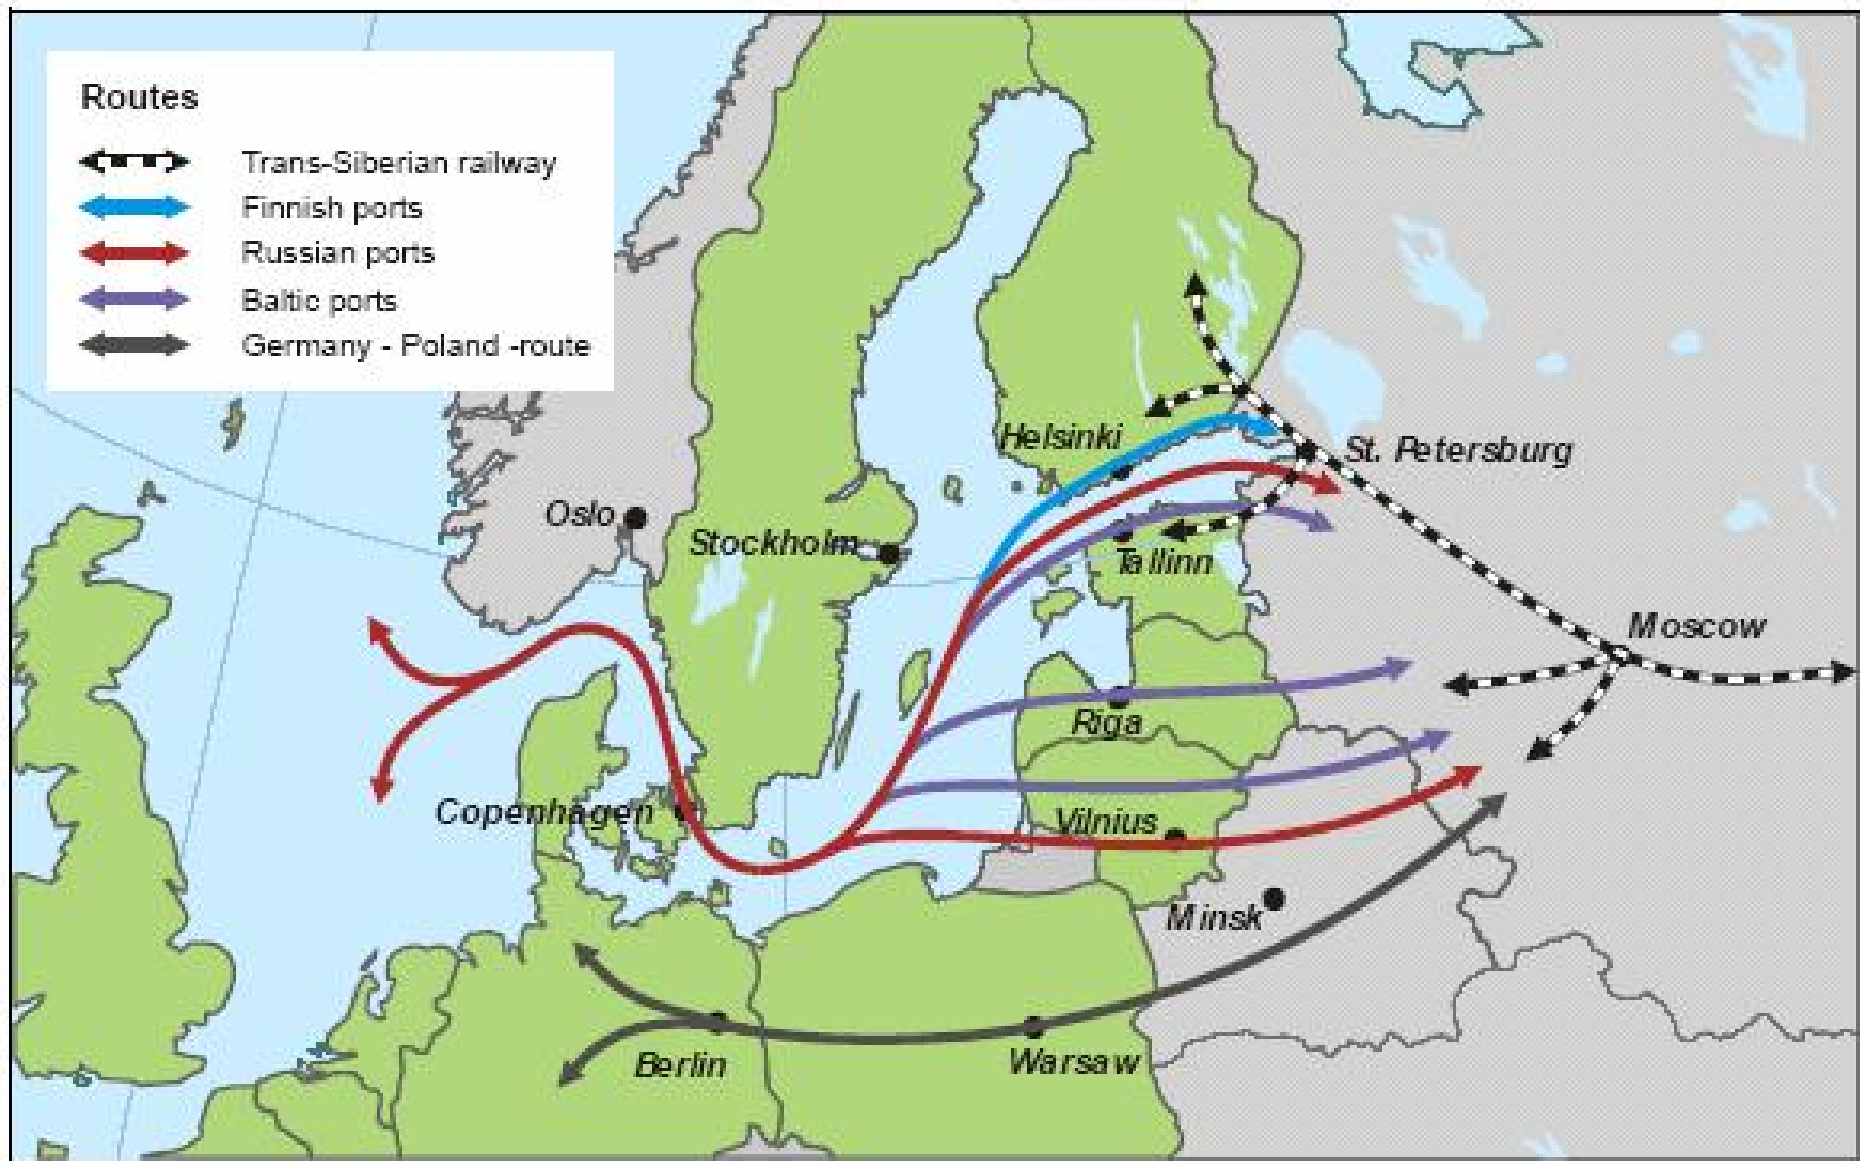 Routes
Trans-Siberian railway
Finnish ports
Russian ports
Baltic ports
Germany - Poland -route
Helsinki
St. Petersburg
Oslo
Stockholm
Tallinn
Moscow
Riga
Copenhagen
Vilnius
Minsk
Berlin
Warsaw